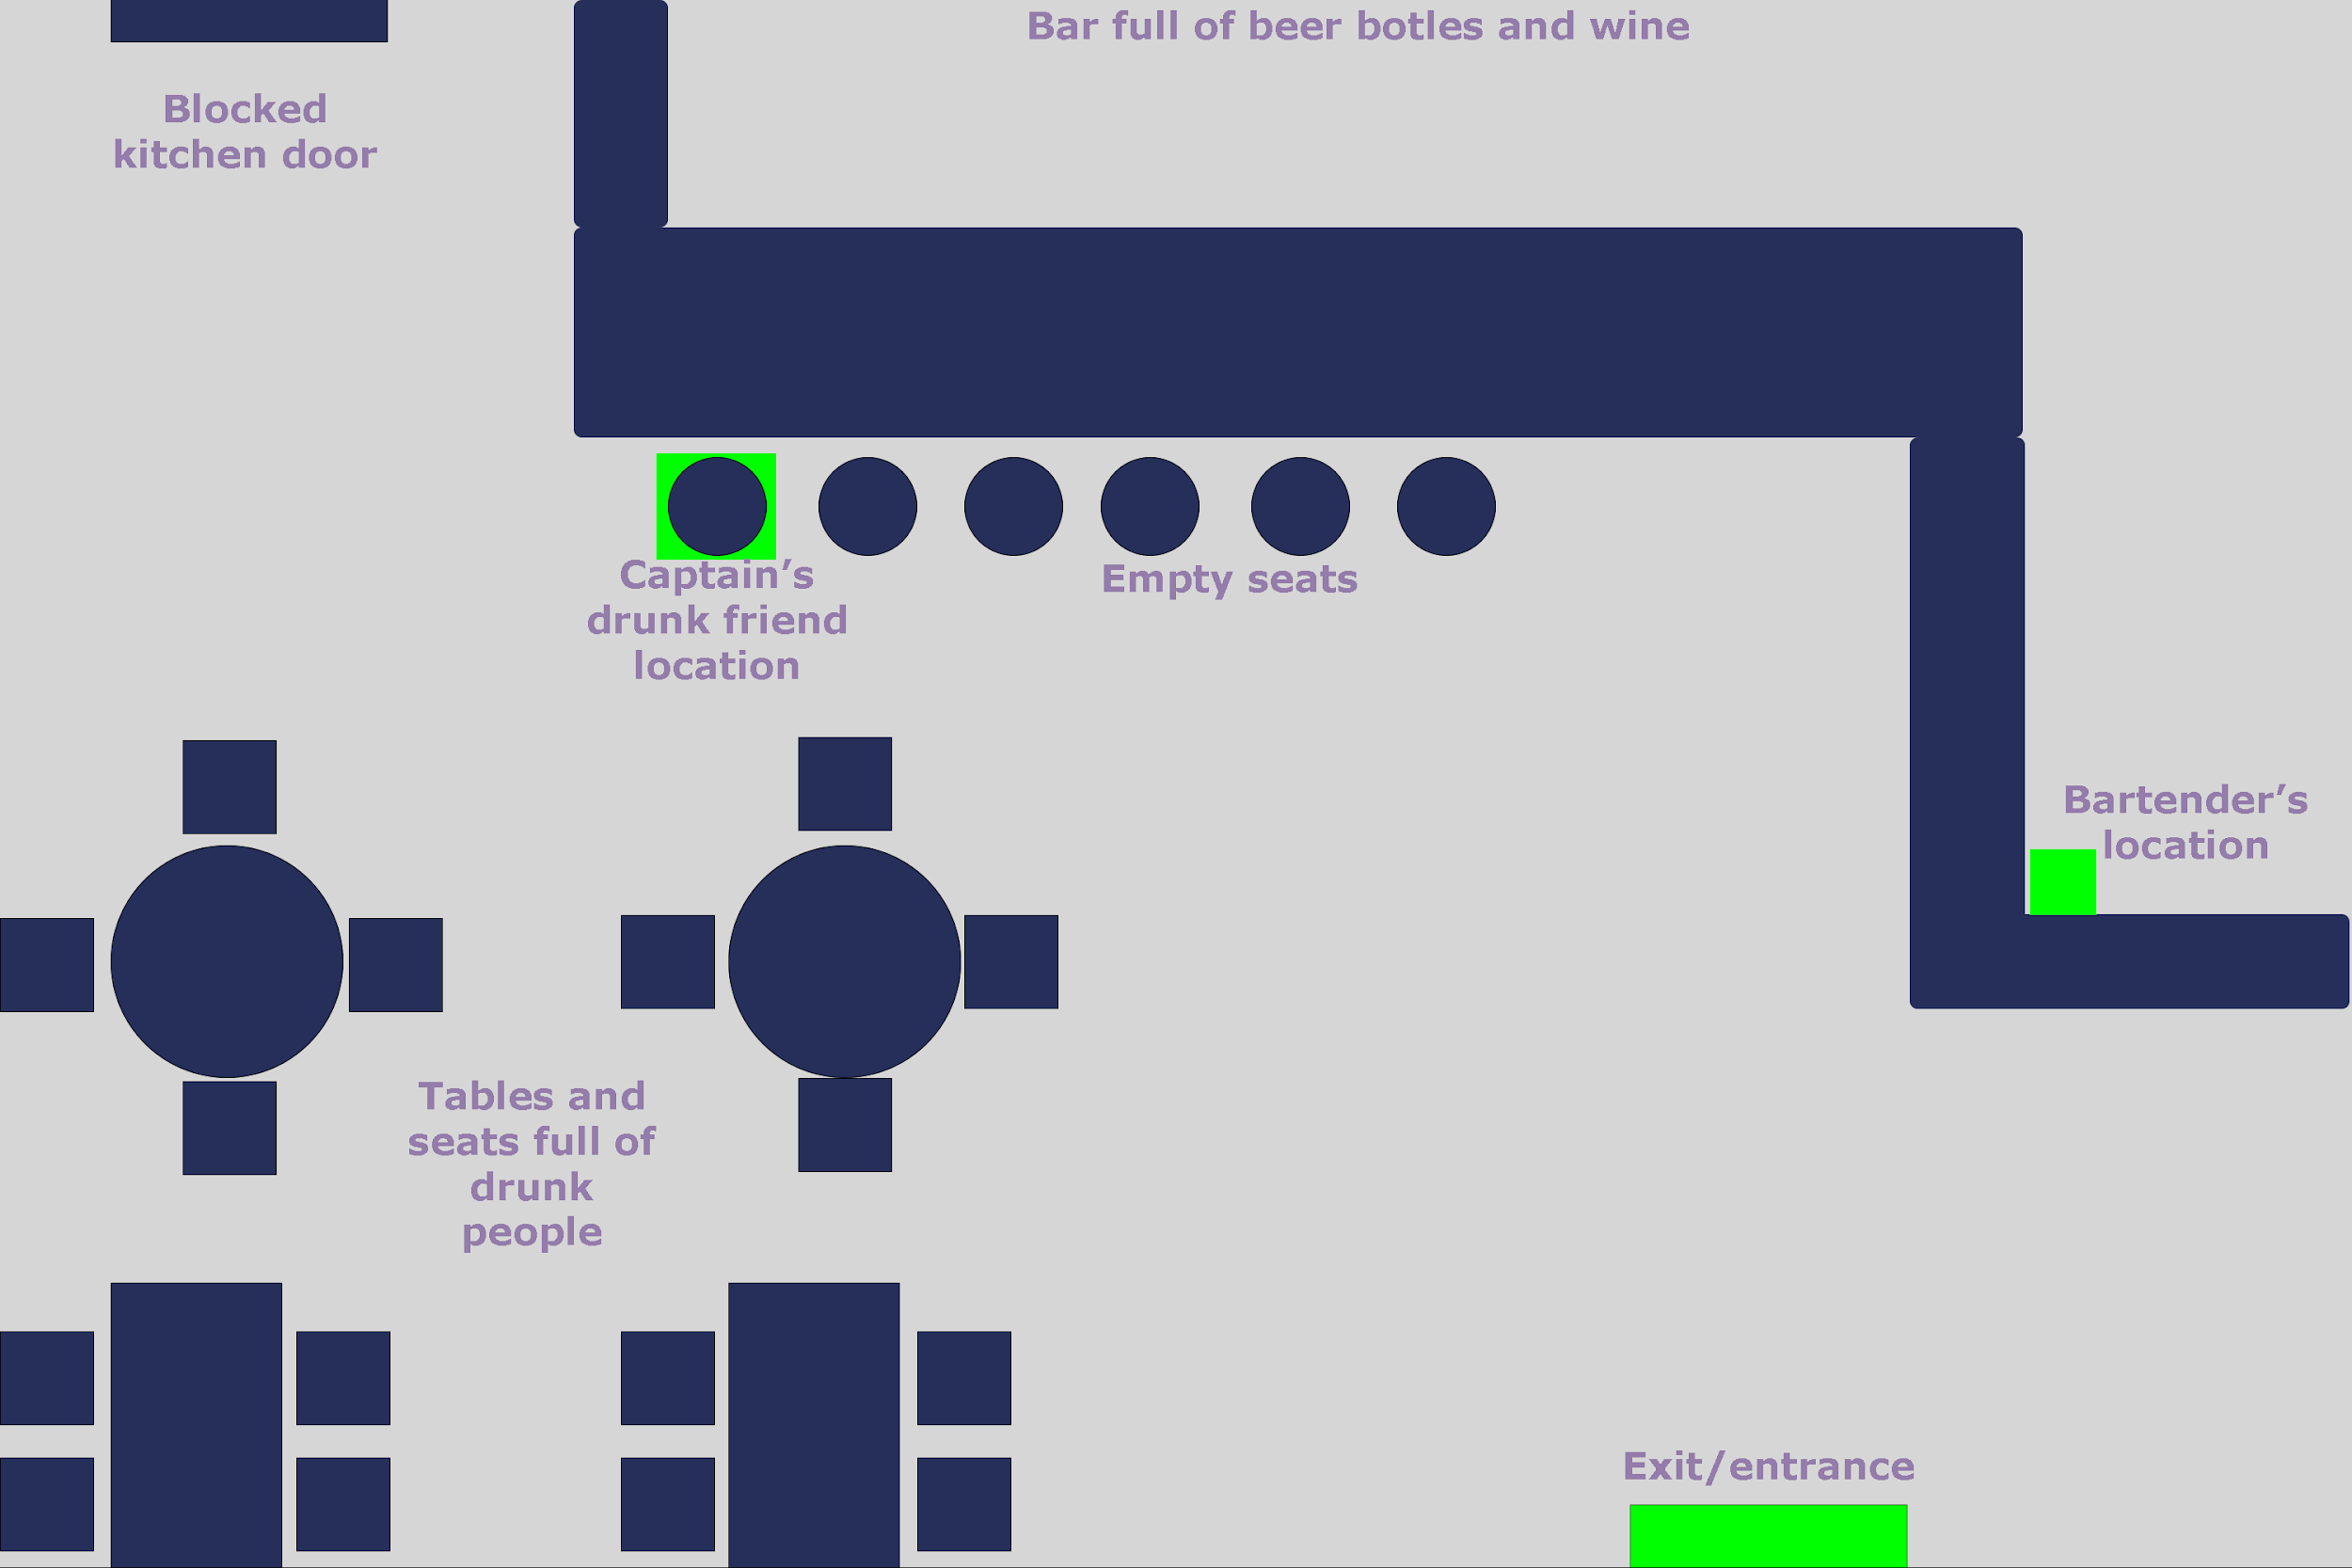 Bar full of beer botles and wine
Blocked
kitchen door
Captain's
drunk friend
location
Empty seats
Bartender's
location
Tables and
seats full of
drunk
people
Exit/entrance